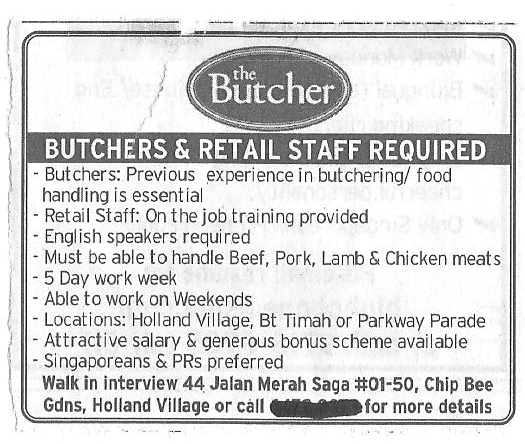 the
Butcher
BUTCHERS & RETAIL STAFF REQUIRED
- Butchers: Previous experience in butchering/ food
handling is essential
- Retail Staff: On the job training provided
- English speakers required
- Must be able to handle Beef, Pork, Lamb & Chicken meats
- 5 Day work week
- Able to work on Weekends
- Locations: Holland Village, Bt Timah or Parkway Parade
- Attractive salary & generous bonus scheme available
- Singaporeans & PRs preferred
Walk in interview 44 Jalan Merah Saga #01-50, Chip Bee
Gdns, Holland Village or call for more details